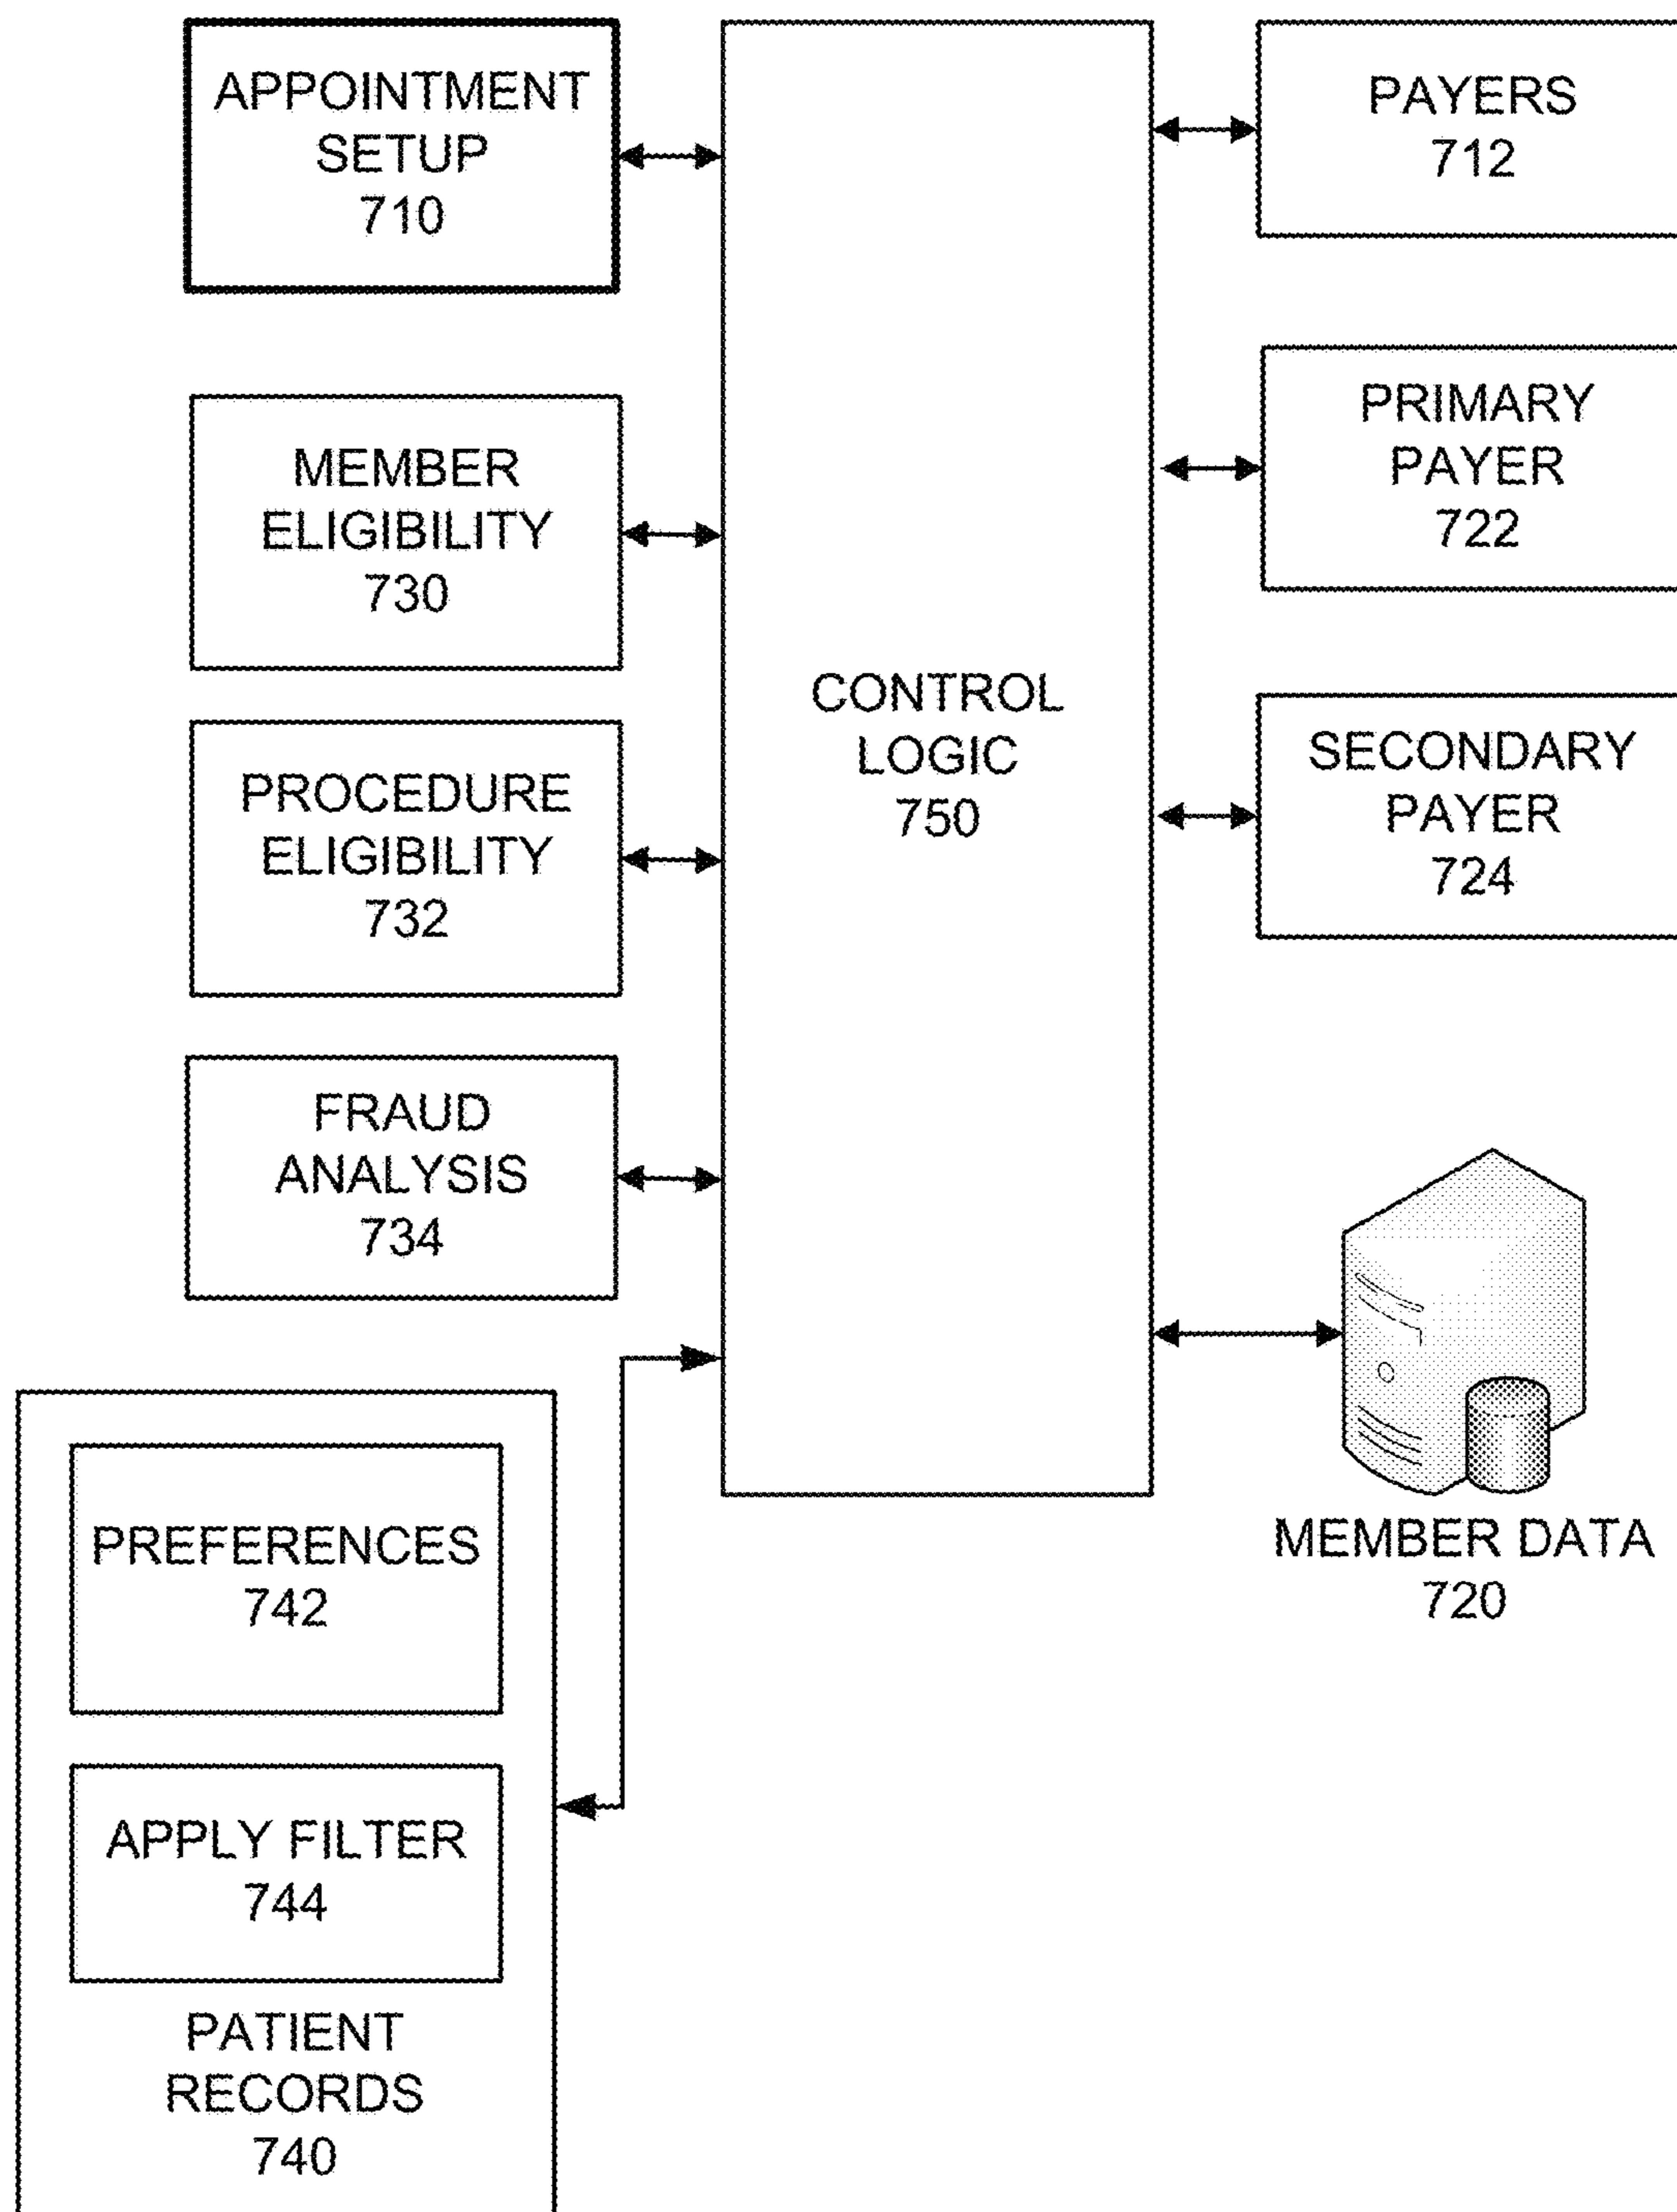 APPOINTMENT
SETUP
710
MEMBER
ELIGIBILITY
730
PROCEDURE
ELIGIBILITY
732
FRAUD
ANALYSIS
734
PREFERENCES
742
APPLY FILTER
744
PATIENT
RECORDS
740
CONTROL
LOGIC
750
PAYERS
712
PRIMARY
PAYER
722
SECONDARY
PAYER
724
MEMBER DATA
720